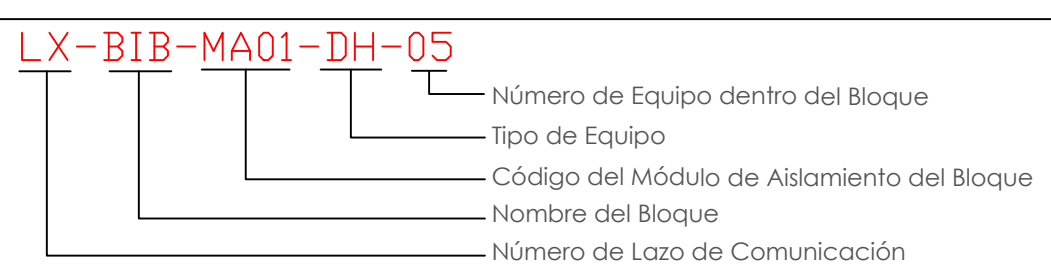 LX-BIB-MA01-DH-05
Número de Equipo dentro del Bloque
Tipo de Equipo
Código del Módulo de Aislamiento del Bloque
Nombre del Bloque
Número de Lazo de Comunicación